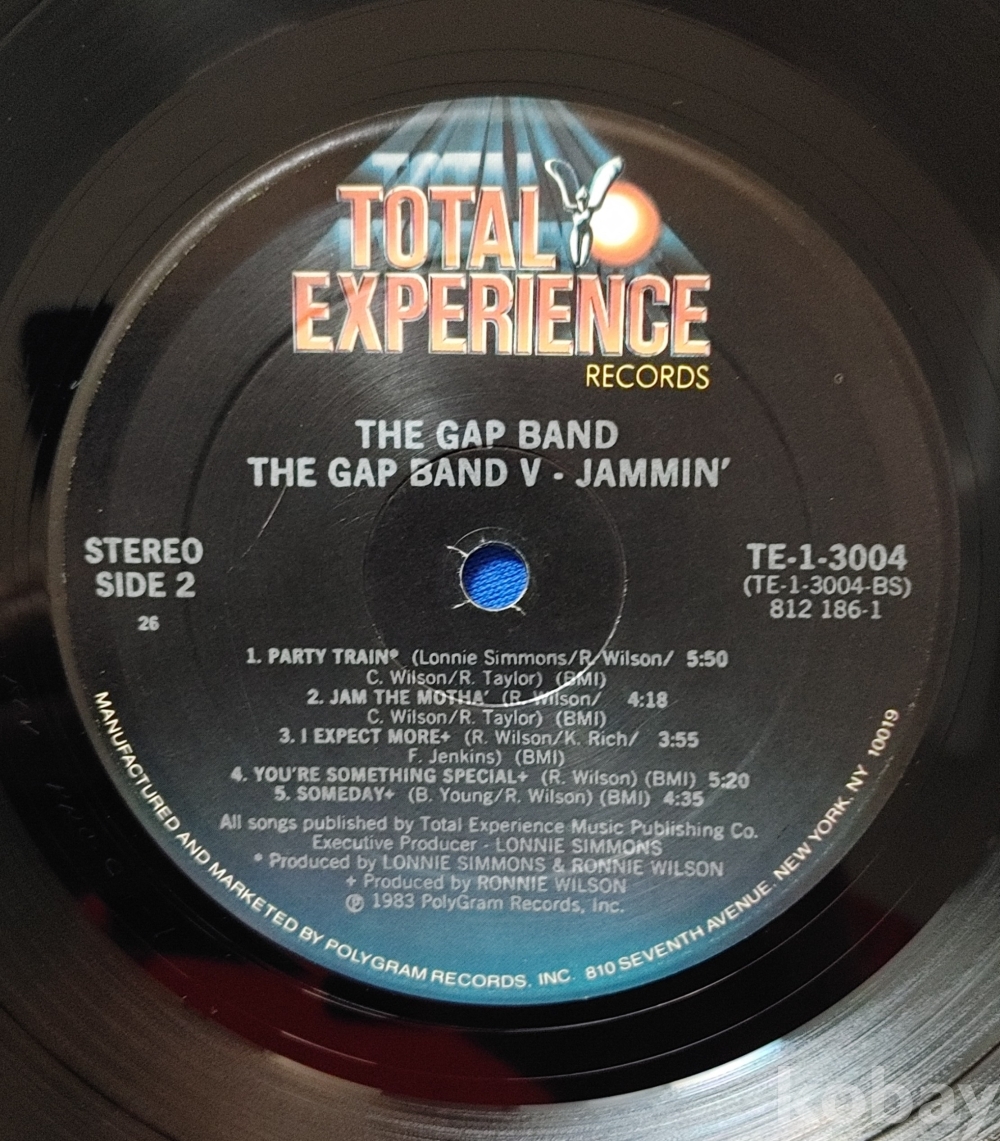 TOTAL
EXPERIENCE
RECORDS
THE GAP BAND
THE GAP BAND V • JAMMIN'
STEREO
SIDE 2
26
TE-1-3004
(TE-1-3004-BS)
812 186-1
1. PARTY TRAIN* (Lonnie Simmons/R. Wilson/ 5:50
C. Wilson/R. Taylor) (BMI)
2. JAM THE MOTHA' (R. Wilson/ 4:18
C. Wilson/R. Taylor) (BMI)
3. I EXPECT MORE+ (R. Wilson/K. Rich/ 3:55
F. Jenkins) (BMI)
4. YOU'RE SOMETHING SPECIAL+ (R. Wilson) (BMI) 5:20
5. SOMEDAY+ (B. Young/R. Wilson) (BMI) 4:35
All songs published by Total Experience Music Publishing Co.
Executive Producer - LONNIE SIMMONS
* Produced by LONNIE SIMMONS & RONNIE WILSON
+ Produced by RONNIE WILSON
℗ 1983 PolyGram Records, Inc.
MANUFACTURED AND MARKETED BY POLYGRAM RECORDS, INC. 810 SEVENTH AVENUE, NEW YORK, NY 10019
kobay